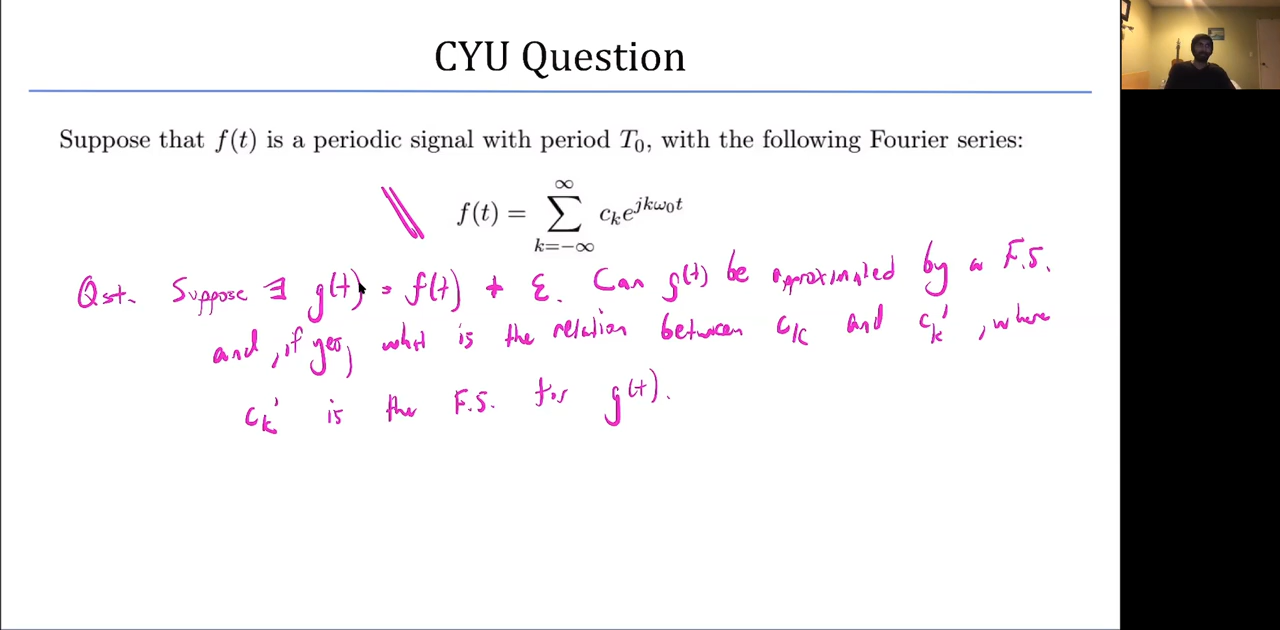 CYU Question
Suppose that f(t) is a periodic signal with period T₀, with the following Fourier series:
f(t) = ∑_{k=-∞}^{∞} c_k e^{jkω₀t}
Qst. Suppose ∃ g(t) = f(t) + ε. Can g(t) be approximated by a F.S.
and, if yes, what is the relation between c_k and c_k', where
c_k' is the F.S. for g(t).